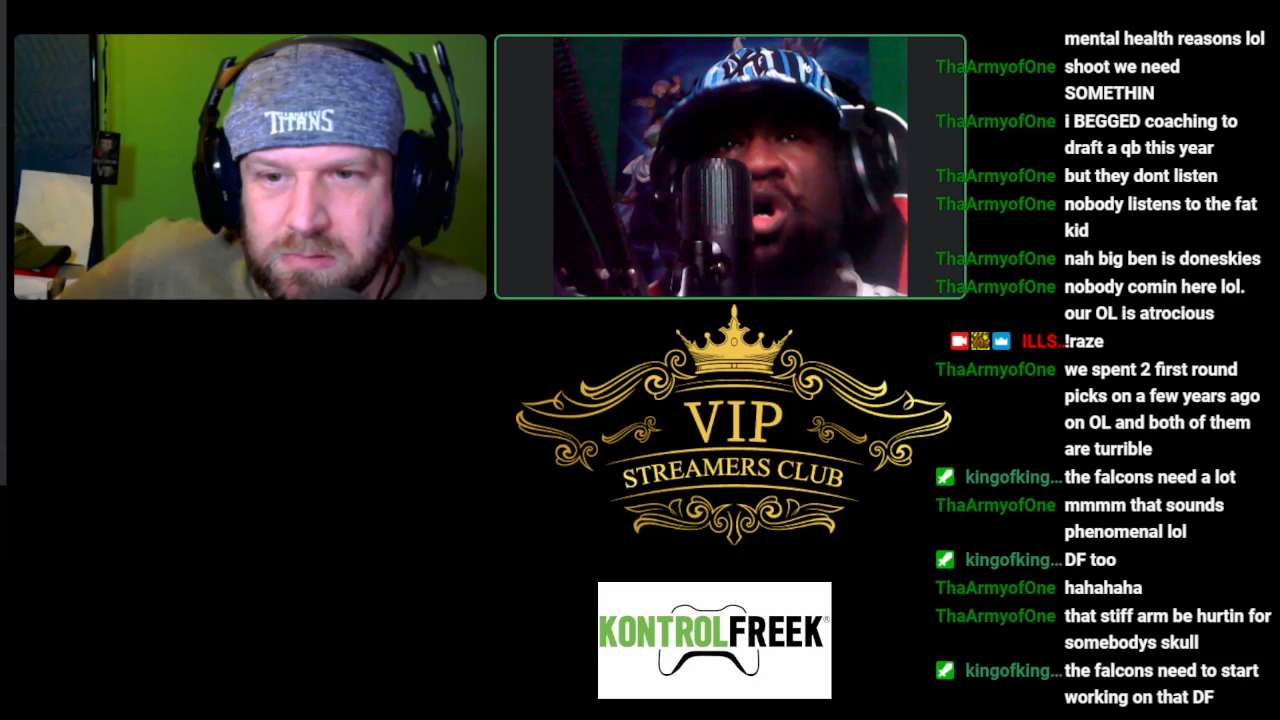 TITANS
VIP
STREAMERS CLUB
KONTROLFREEK®
mental health reasons lol
ThaArmyofOne shoot we need
SOMETHIN
ThaArmyofOne i BEGGED coaching to
draft a qb this year
ThaArmyofOne but they dont listen
ThaArmyofOne nobody listens to the fat
kid
ThaArmyofOne nah big ben is doneskies
ThaArmyofOne nobody comin here lol.
our OL is atrocious
ILLS... !raze
ThaArmyofOne we spent 2 first round
picks on a few years ago
on OL and both of them
are turrible
kingofking... the falcons need a lot
ThaArmyofOne mmmm that sounds
phenomenal lol
kingofking... DF too
ThaArmyofOne hahahaha
ThaArmyofOne that stiff arm be hurtin for
somebodys skull
kingofking... the falcons need to start
working on that DF